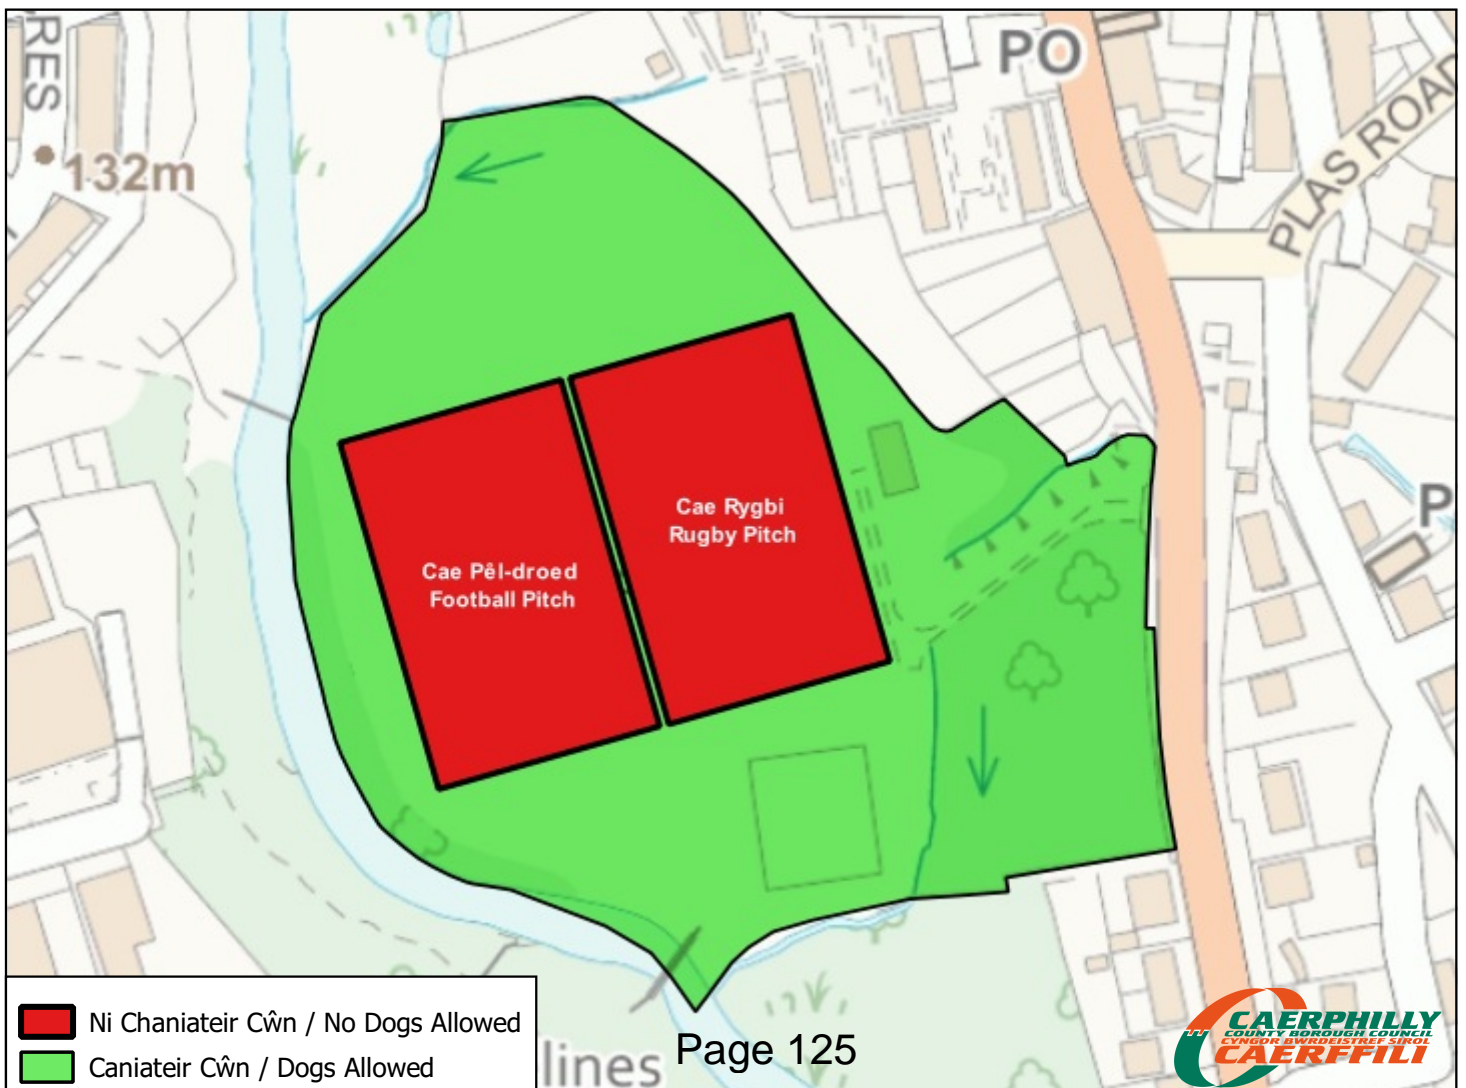 RES
132m
PO
PLAS ROAD
P
Cae Rygbi
Rugby Pitch
Cae Pêl-droed
Football Pitch
Ni Chaniateir Cŵn / No Dogs Allowed
Caniateir Cŵn / Dogs Allowed
lines
Page 125
CAERPHILLY
COUNTY BOROUGH COUNCIL
CYNGOR BWRDEISTREF SIROL
CAERFFILI